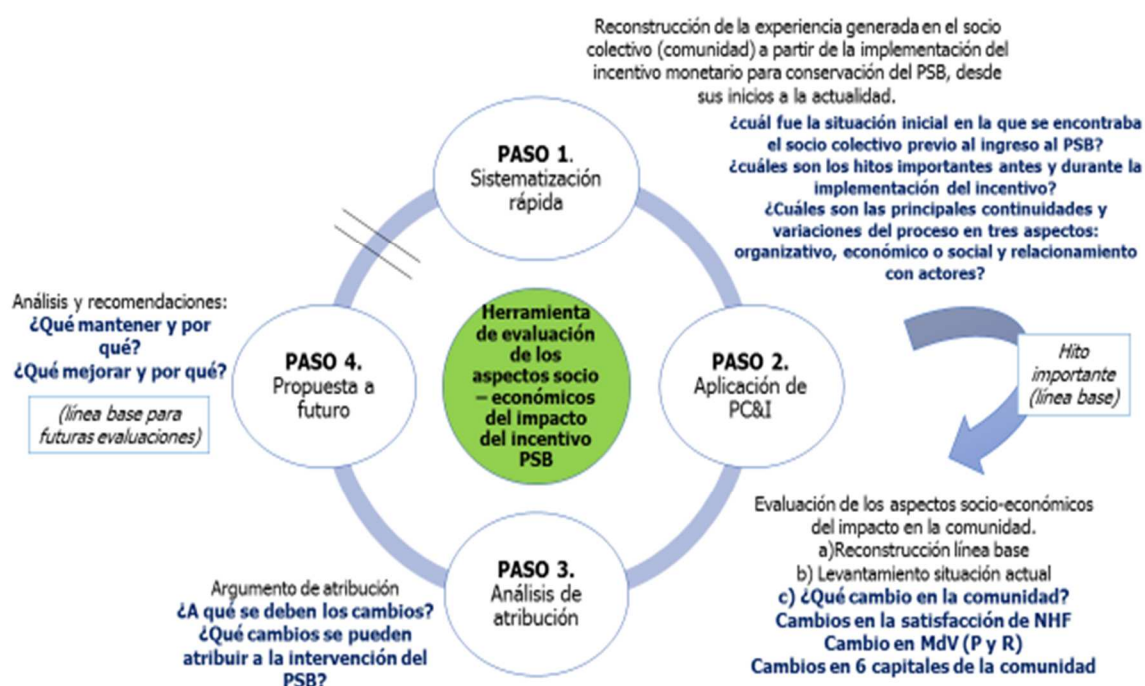 Reconstrucción de la experiencia generada en el socio
colectivo (comunidad) a partir de la implementación del
incentivo monetario para conservación del PSB, desde
sus inicios a la actualidad.
¿cuál fue la situación inicial en la que se encontraba
el socio colectivo previo al ingreso al PSB?
¿cuáles son los hitos importantes antes y durante la
implementación del incentivo?
¿Cuáles son las principales continuidades y
variaciones del proceso en tres aspectos:
organizativo, económico o social y relacionamiento
con actores?
PASO 1.
Sistematización
rápida
Hito
importante
(línea base)
PASO 2.
Aplicación de
PC&I
Evaluación de los aspectos socio-económicos
del impacto en la comunidad.
a)Reconstrucción línea base
b) Levantamiento situación actual
c) ¿Qué cambio en la comunidad?
Cambios en la satisfacción de NHF
Cambio en MdV (P y R)
Cambios en 6 capitales de la comunidad
PASO 3.
Análisis de
atribución
Argumento de atribución
¿A qué se deben los cambios?
¿Qué cambios se pueden
atribuir a la intervención del
PSB?
PASO 4.
Propuesta a
futuro
Análisis y recomendaciones:
¿Qué mantener y por
qué?
¿Qué mejorar y por qué?
(línea base para
futuras evaluaciones)
Herramienta
de evaluación
de los
aspectos socio
– económicos
del impacto
del incentivo
PSB